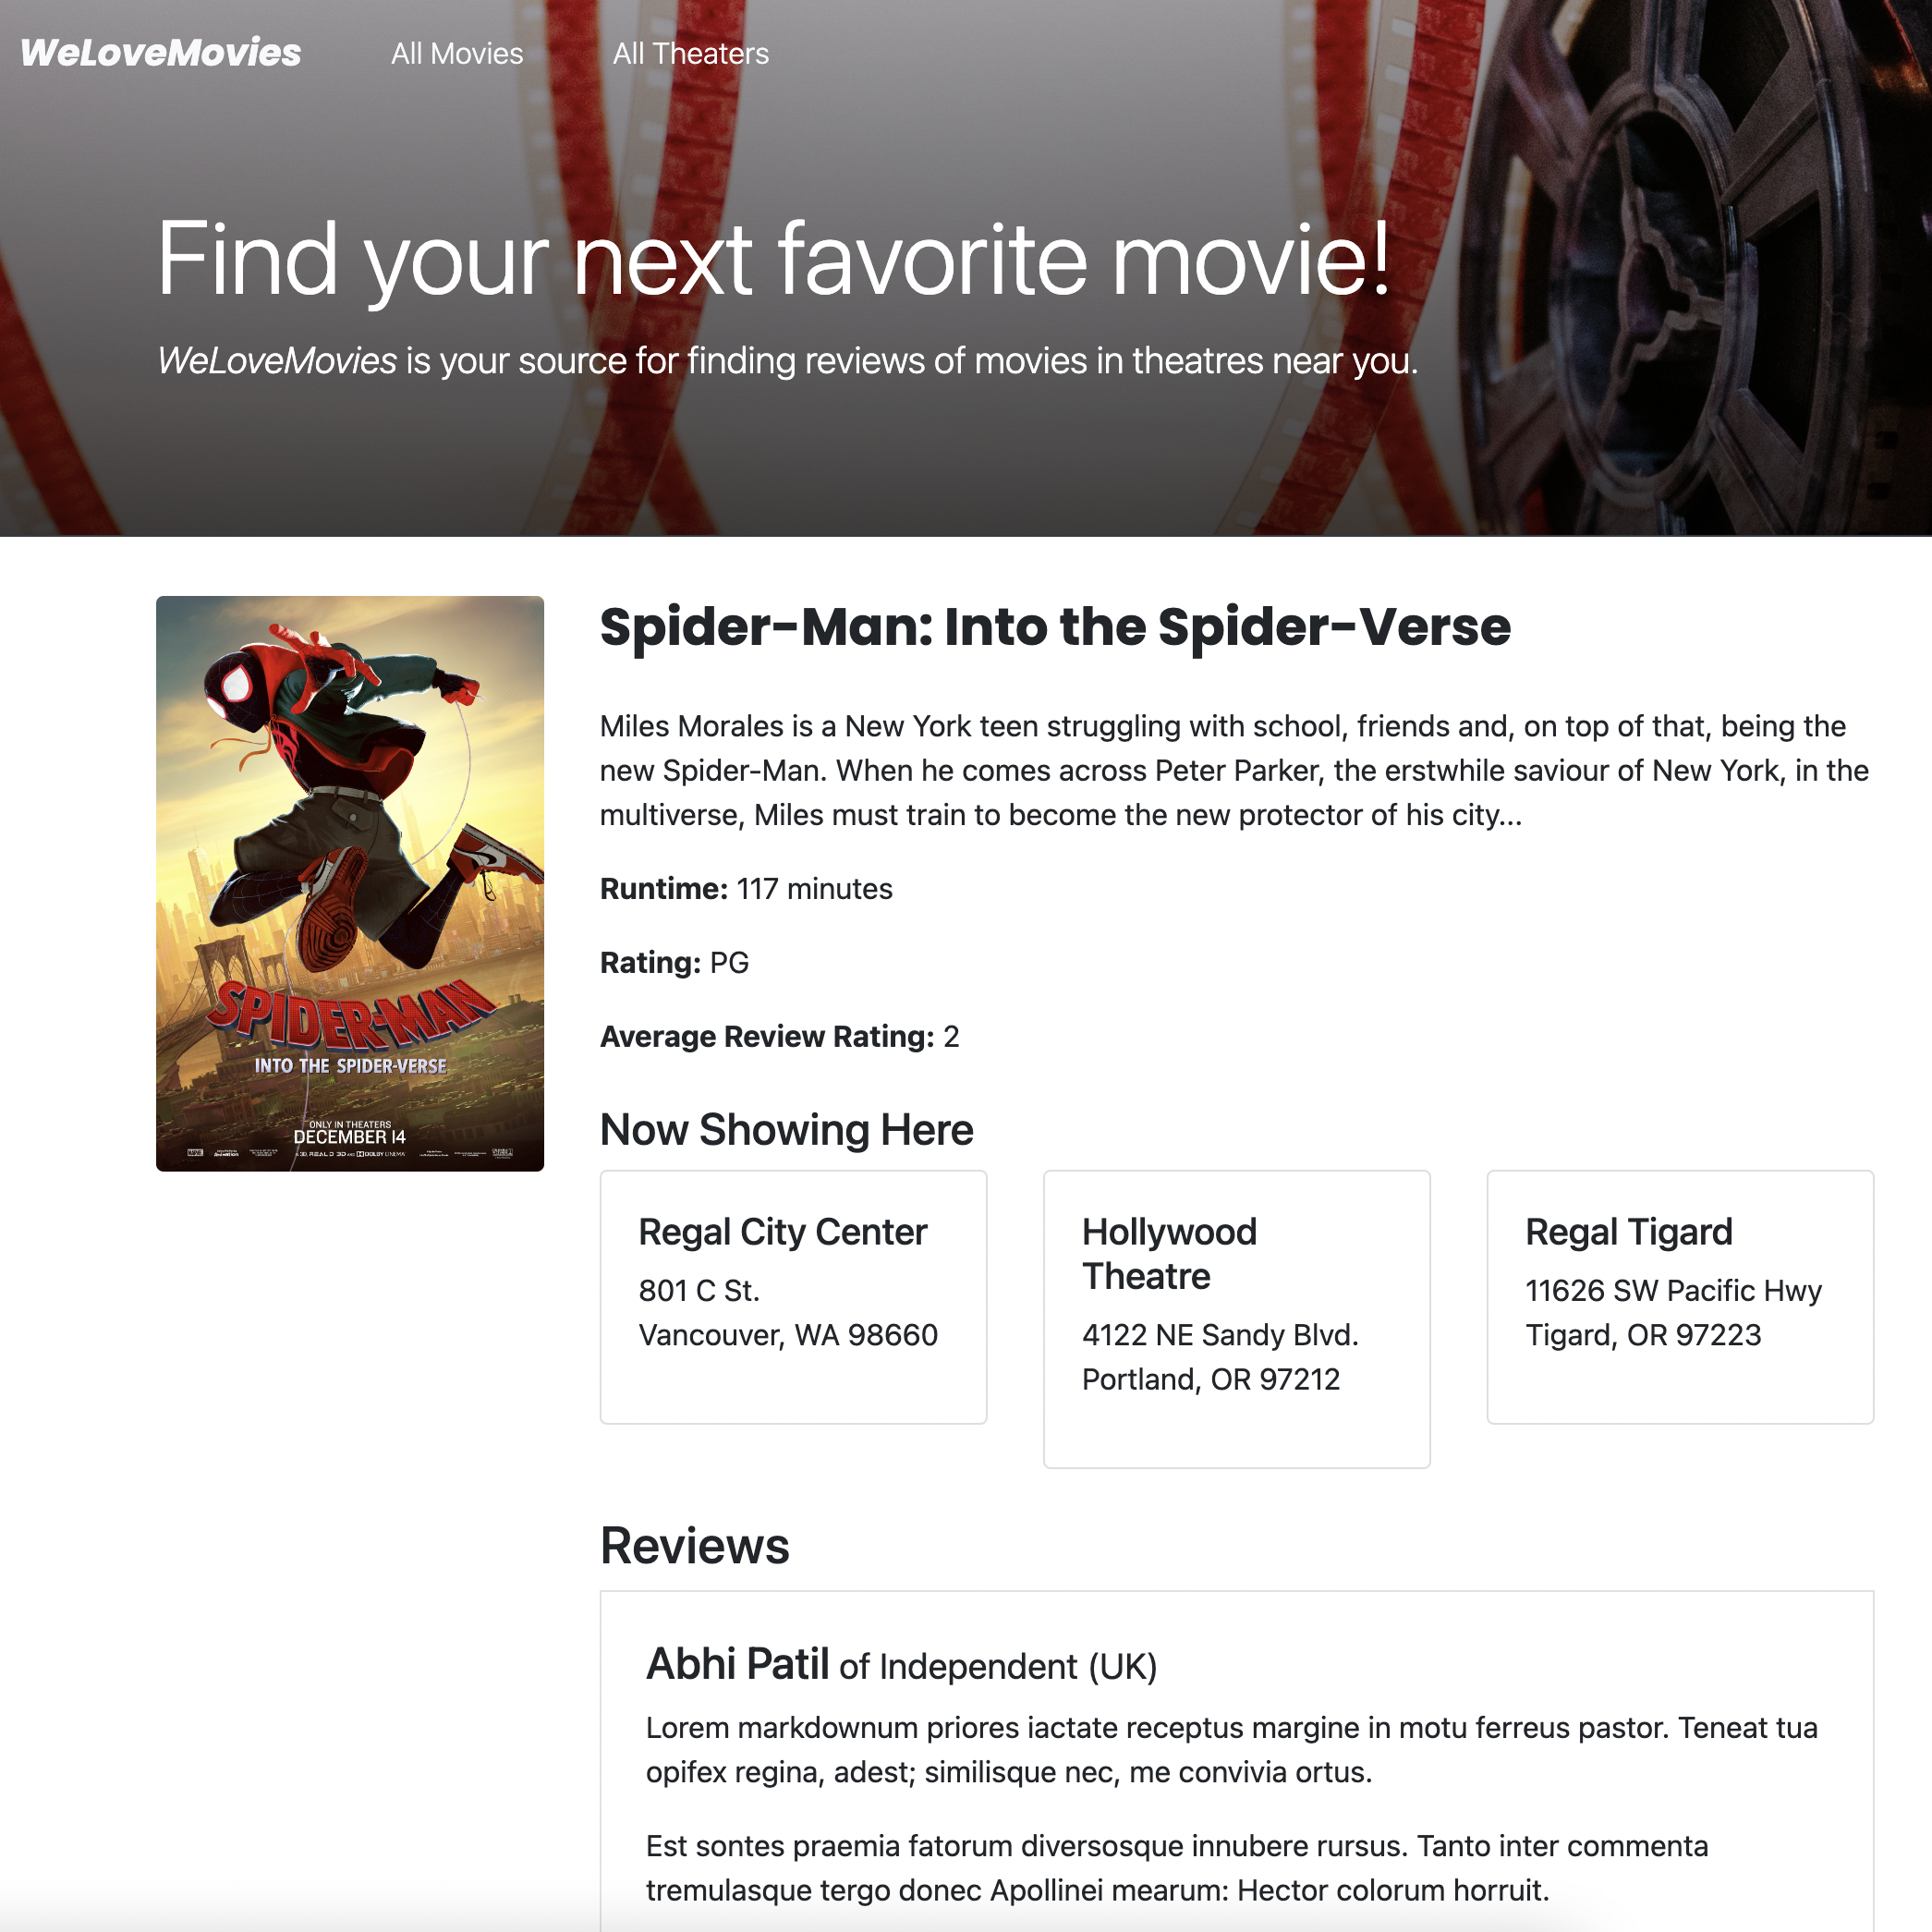 WeLoveMovies All Movies All Theaters
Find your next favorite movie!
WeLoveMovies is your source for finding reviews of movies in theatres near you.
SPIDER-MAN
INTO THE SPIDER-VERSE
ONLY IN THEATERS
DECEMBER 14
Spider-Man: Into the Spider-Verse
Miles Morales is a New York teen struggling with school, friends and, on top of that, being the
new Spider-Man. When he comes across Peter Parker, the erstwhile saviour of New York, in the
multiverse, Miles must train to become the new protector of his city...
Runtime: 117 minutes
Rating: PG
Average Review Rating: 2
Now Showing Here
Regal City Center
801 C St.
Vancouver, WA 98660
Hollywood
Theatre
4122 NE Sandy Blvd.
Portland, OR 97212
Regal Tigard
11626 SW Pacific Hwy
Tigard, OR 97223
Reviews
Abhi Patil of Independent (UK)
Lorem markdownum priores iactate receptus margine in motu ferreus pastor. Teneat tua
opifex regina, adest; similisque nec, me convivia ortus.
Est sontes praemia fatorum diversosque innubere rursus. Tanto inter commenta
tremulasque tergo donec Apollinei mearum: Hector colorum horruit.